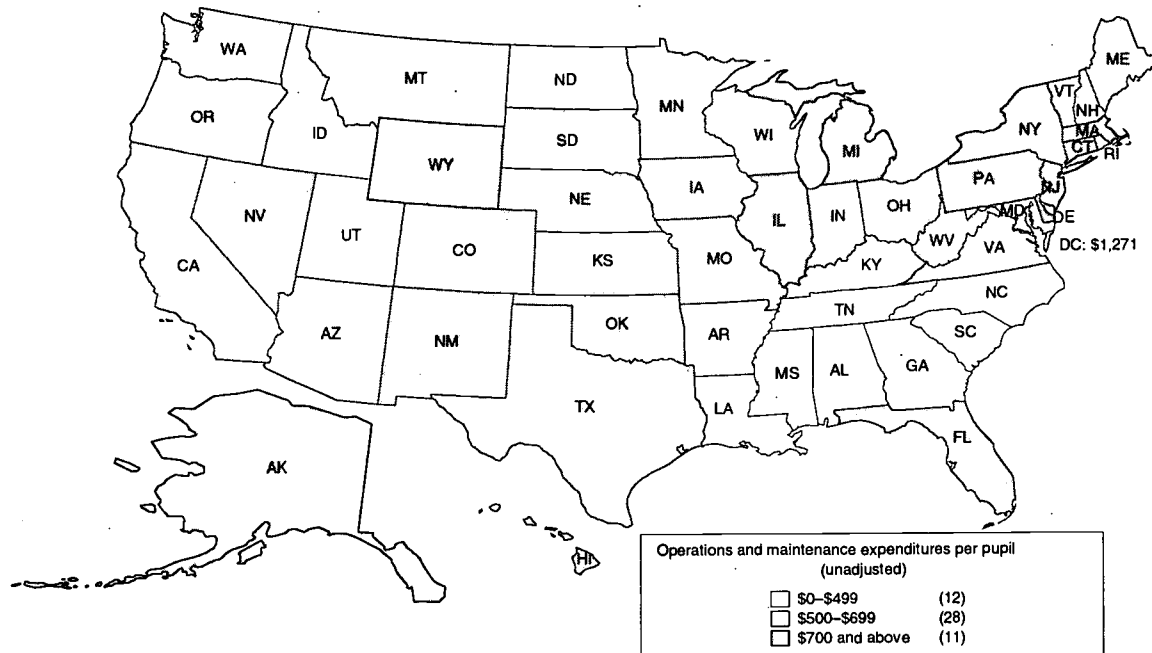 WA
MT
ND
MN
ME
VT
NH
OR
ID
SD
WI
NY
MA
MI
CT
RI
WY
IA
PA
NJ
NE
NV
UT
IL
IN
OH
MD
DE
CO
WV
VA
DC: $1,271
CA
KS
MO
KY
NC
TN
OK
AZ
NM
AR
SC
MS
AL
GA
TX
LA
FL
AK
HI
Operations and maintenance expenditures per pupil
(unadjusted)
$0–$499 (12)
$500–$699 (28)
$700 and above (11)